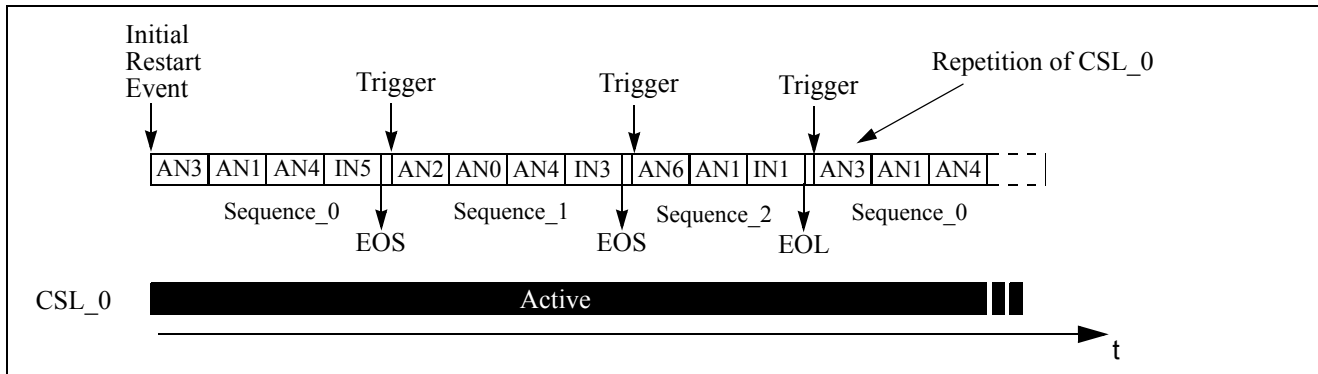 Initial
Restart
Event
Trigger
Trigger
Trigger
Repetition of CSL_0
AN3 AN1 AN4 IN5 AN2 AN0 AN4 IN3 AN6 AN1 IN1 AN3 AN1 AN4
Sequence_0 Sequence_1 Sequence_2 Sequence_0
EOS EOS EOL
CSL_0 Active
t